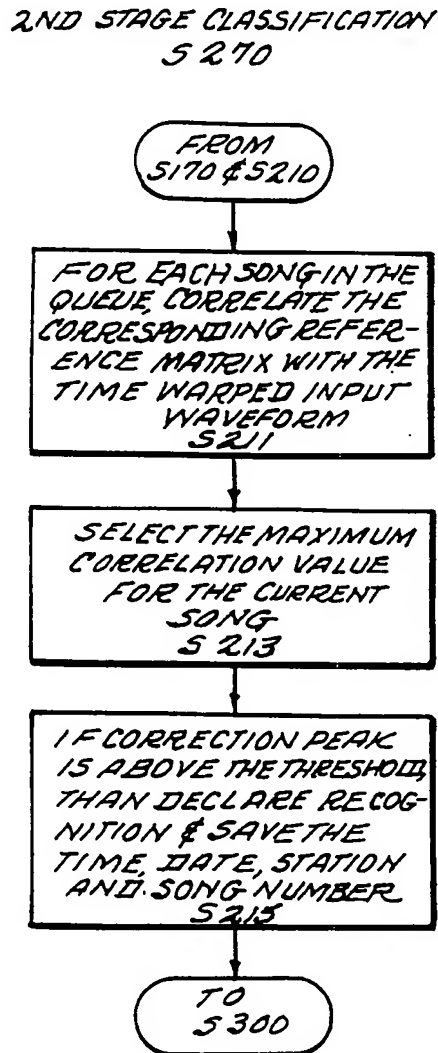 2ND STAGE CLASSIFICATION
S 270
FROM
S170 & S210
FOR EACH SONG IN THE
QUEUE, CORRELATE THE
CORRESPONDING REFER-
ENCE MATRIX WITH THE
TIME WARPED INPUT
WAVEFORM
S211
SELECT THE MAXIMUM
CORRELATION VALUE
FOR THE CURRENT
SONG
S 213
IF CORRECTION PEAK
IS ABOVE THE THRESHOLD,
THAN DECLARE RECOG-
NITION & SAVE THE
TIME, DATE, STATION
AND. SONG NUMBER
S215
TO
S300